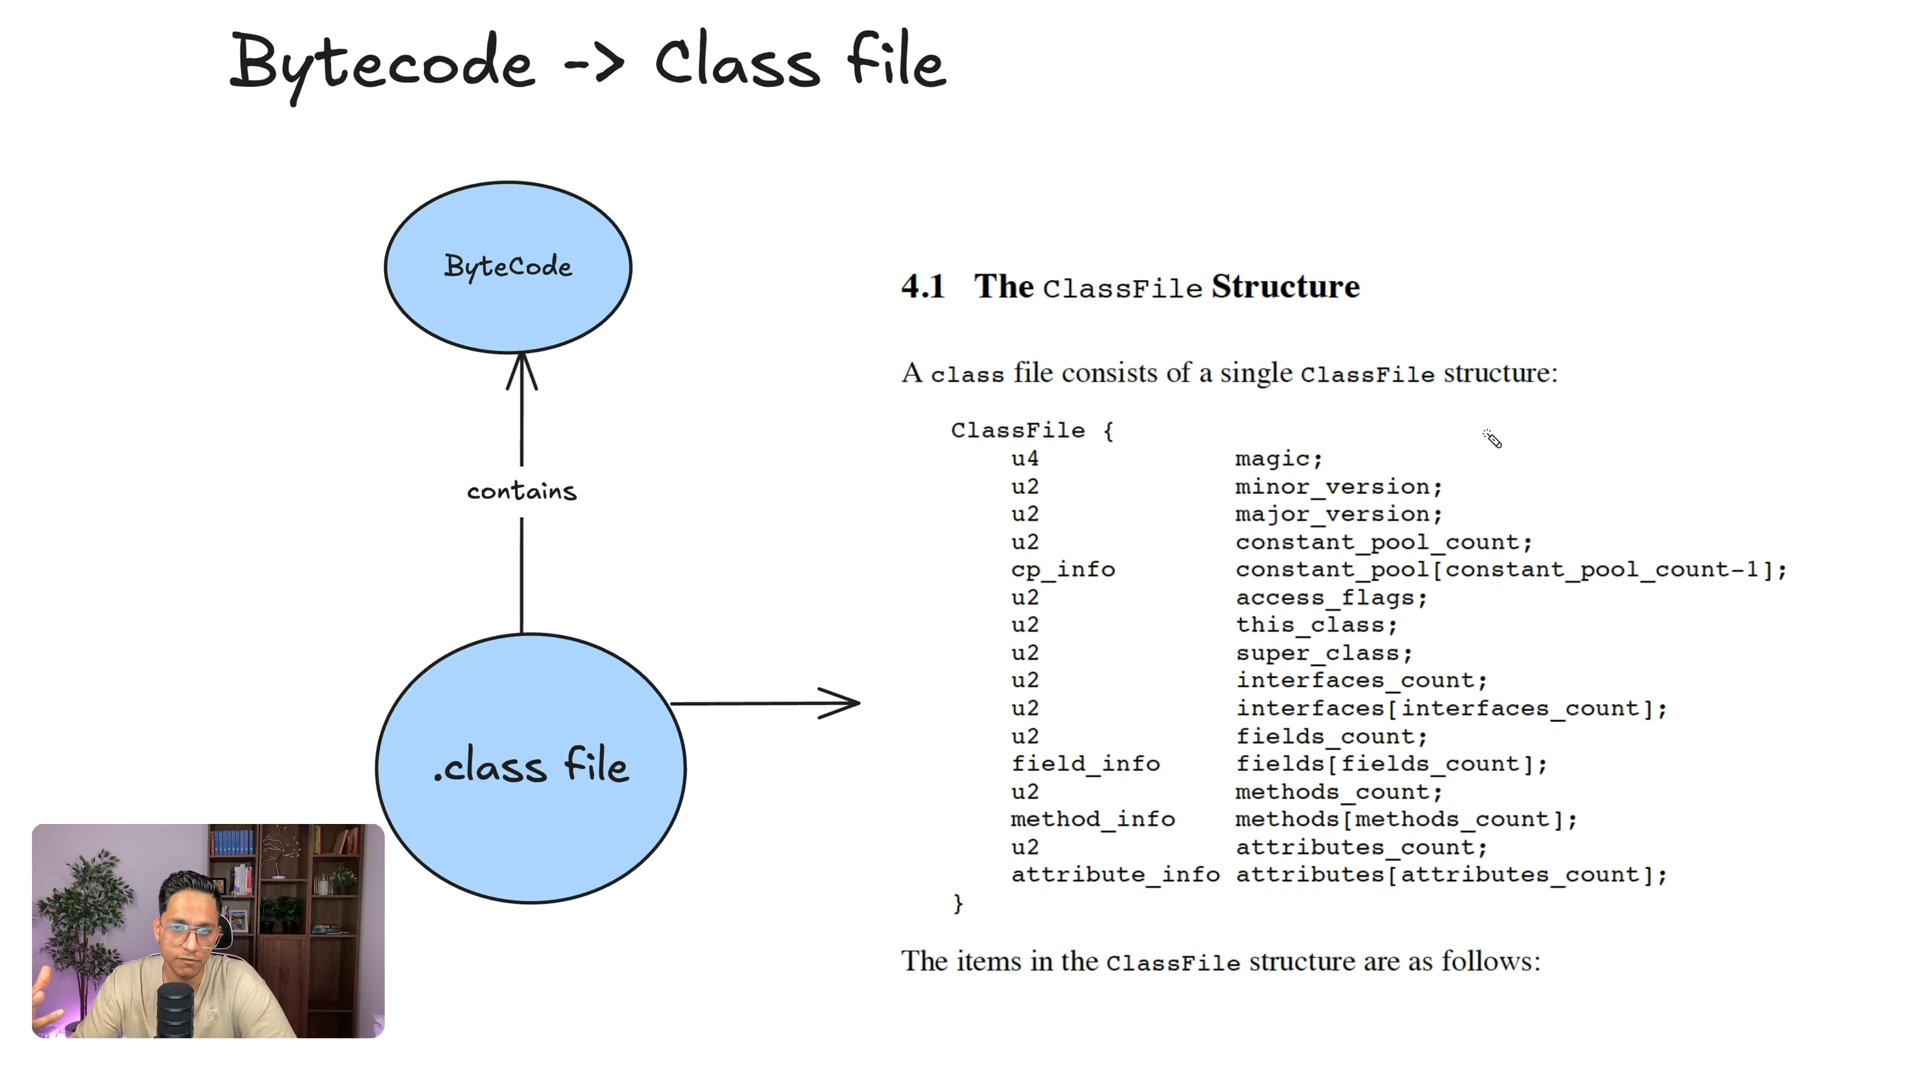 Bytecode -> Class file
ByteCode
contains
.class file
4.1 The ClassFile Structure
A class file consists of a single ClassFile structure:
ClassFile {
u4 magic;
u2 minor_version;
u2 major_version;
u2 constant_pool_count;
cp_info constant_pool[constant_pool_count-1];
u2 access_flags;
u2 this_class;
u2 super_class;
u2 interfaces_count;
u2 interfaces[interfaces_count];
u2 fields_count;
field_info fields[fields_count];
u2 methods_count;
method_info methods[methods_count];
u2 attributes_count;
attribute_info attributes[attributes_count];
}
The items in the ClassFile structure are as follows: